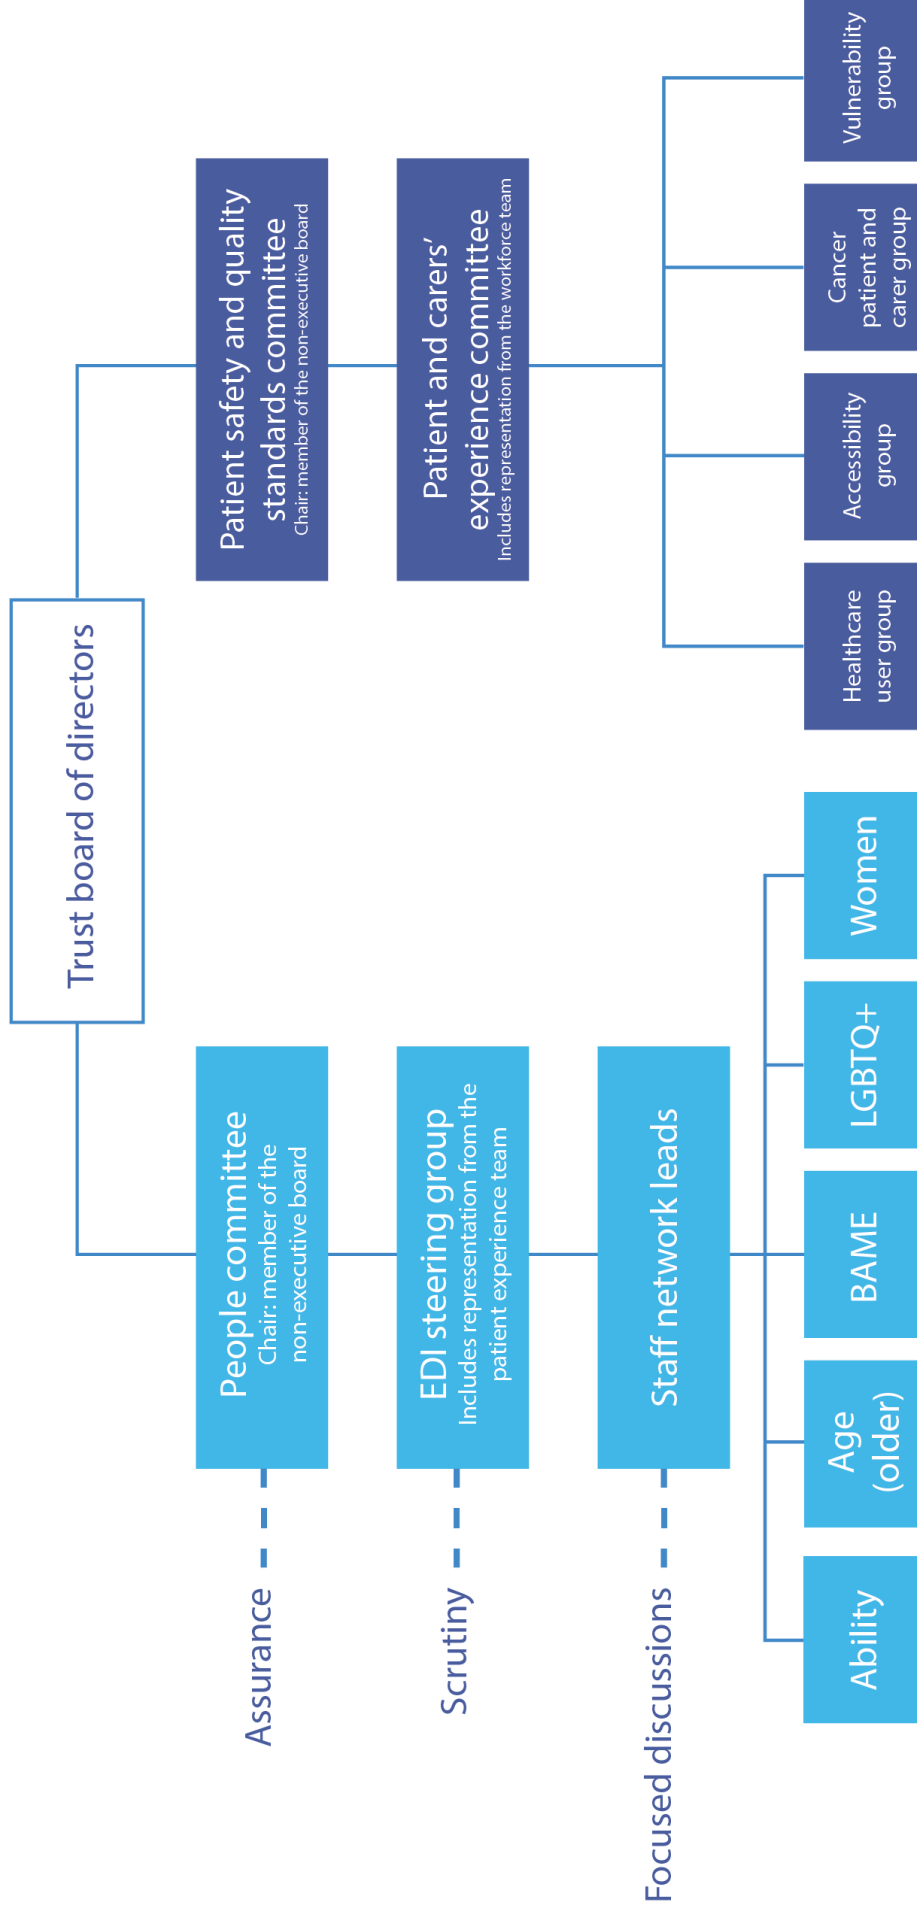 Trust board of directors
Assurance
People committee
Chair: member of the
non-executive board
Patient safety and quality
standards committee
Chair: member of the non-executive board
Scrutiny
EDI steering group
Includes representation from the
patient experience team
Patient and carers’
experience committee
Includes representation from the workforce team
Focused discussions
Staff network leads
Ability
Age
(older)
BAME
LGBTQ+
Women
Healthcare
user group
Accessibility
group
Cancer
patient and
carer group
Vulnerability
group